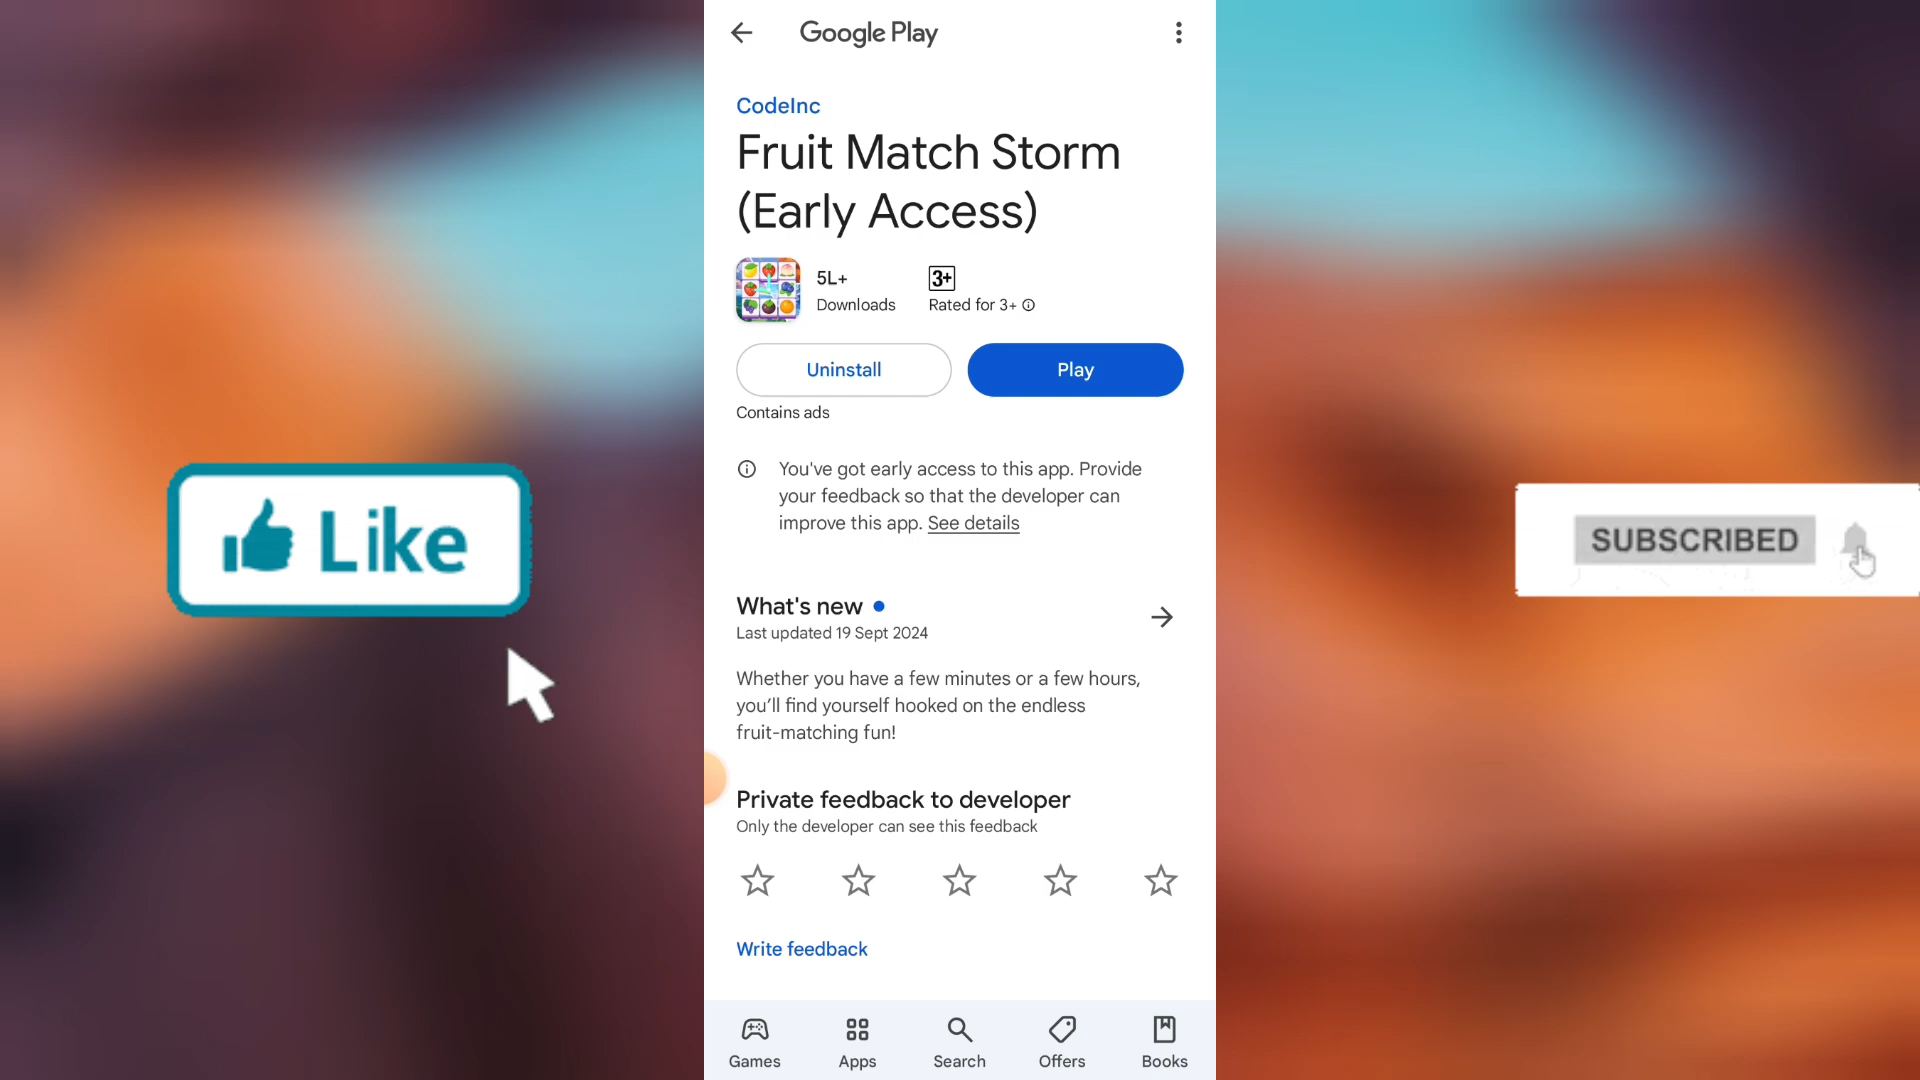 Google Play
CodeInc
Fruit Match Storm
(Early Access)
5L+
Downloads
3+
Rated for 3+
Uninstall
Play
Contains ads
You've got early access to this app. Provide
your feedback so that the developer can
improve this app. See details
What's new
Last updated 19 Sept 2024
Whether you have a few minutes or a few hours,
you’ll find yourself hooked on the endless
fruit-matching fun!
Private feedback to developer
Only the developer can see this feedback
Write feedback
Games
Apps
Search
Offers
Books
Like
SUBSCRIBED